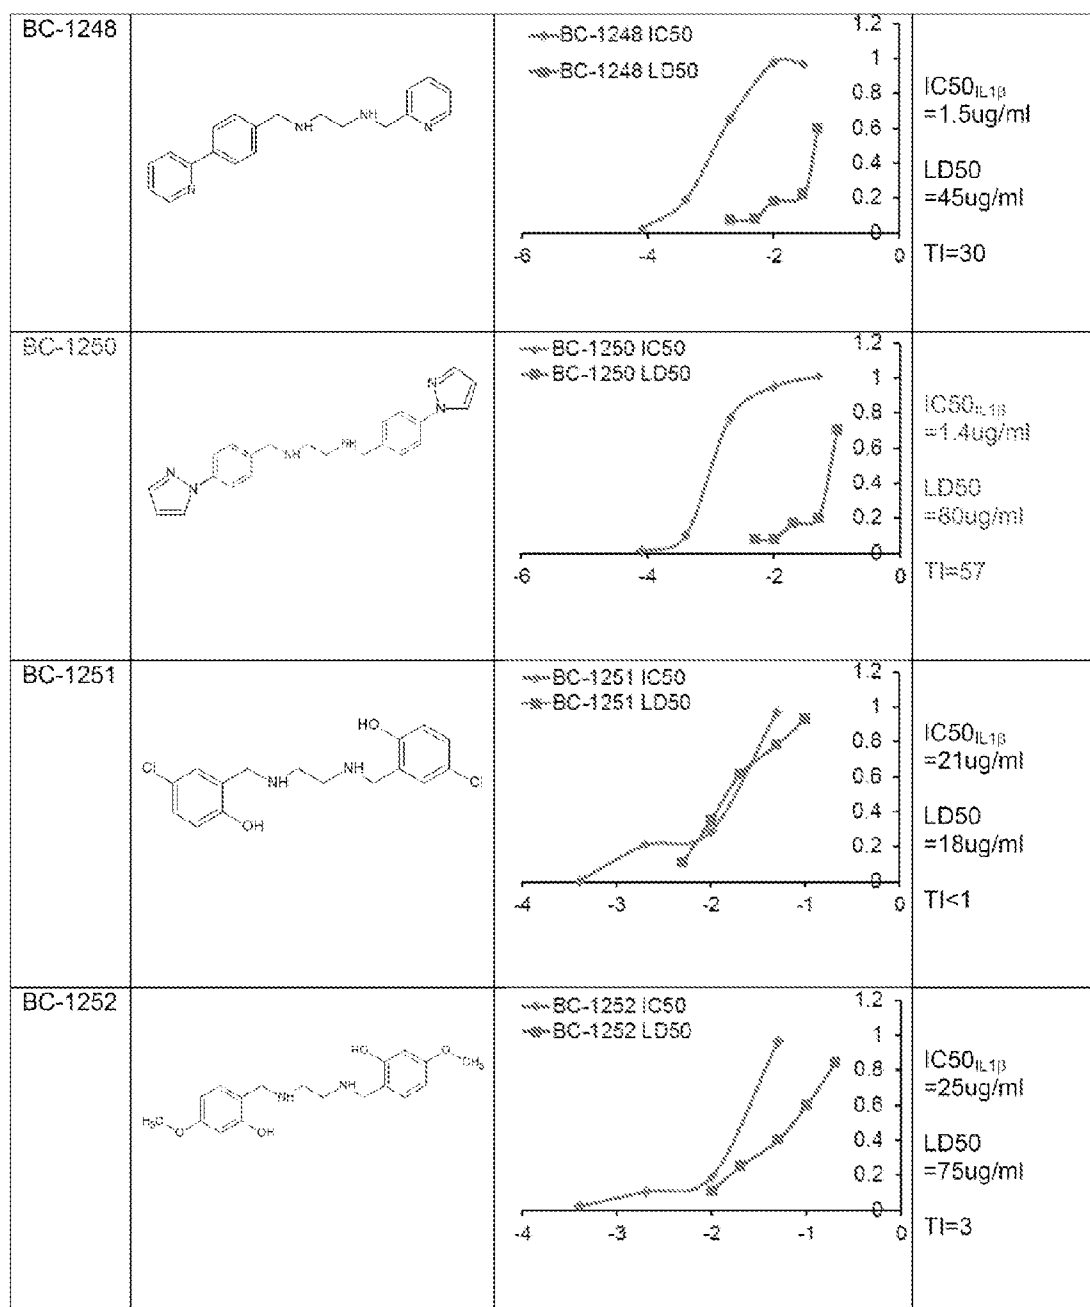 BC-1248
NH
NH
N
N
BC-1248 IC50
BC-1248 LD50
1.2
1
0.8
0.6
0.4
0.2
0
-6
-4
-2
0
IC50IL1β
=1.5ug/ml
LD50
=45ug/ml
TI=30
BC-1250
N
N
NH
NH
N
N
BC-1250 IC50
BC-1250 LD50
1.2
1
0.8
0.6
0.4
0.2
0
-6
-4
-2
0
IC50IL1β
=1.4ug/ml
LD50
=80ug/ml
TI=57
BC-1251
HO
Cl
NH
NH
Cl
OH
BC-1251 IC50
BC-1251 LD50
1.2
1
0.8
0.6
0.4
0.2
0
-4
-3
-2
-1
0
IC50IL1β
=21ug/ml
LD50
=18ug/ml
TI<1
BC-1252
HO
O
CH3
NH
NH
H3C
O
OH
BC-1252 IC50
BC-1252 LD50
1.2
1
0.8
0.6
0.4
0.2
0
-4
-3
-2
-1
0
IC50IL1β
=25ug/ml
LD50
=75ug/ml
TI=3